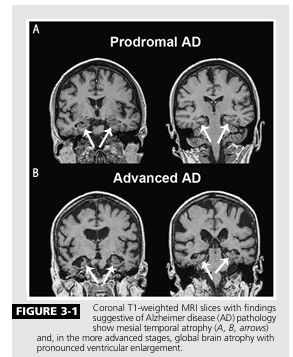 A
Prodromal AD
B
Advanced AD
FIGURE 3-1
Coronal T1-weighted MRI slices with findings
suggestive of Alzheimer disease (AD) pathology
show mesial temporal atrophy (A, B, arrows)
and, in the more advanced stages, global brain atrophy with
pronounced ventricular enlargement.